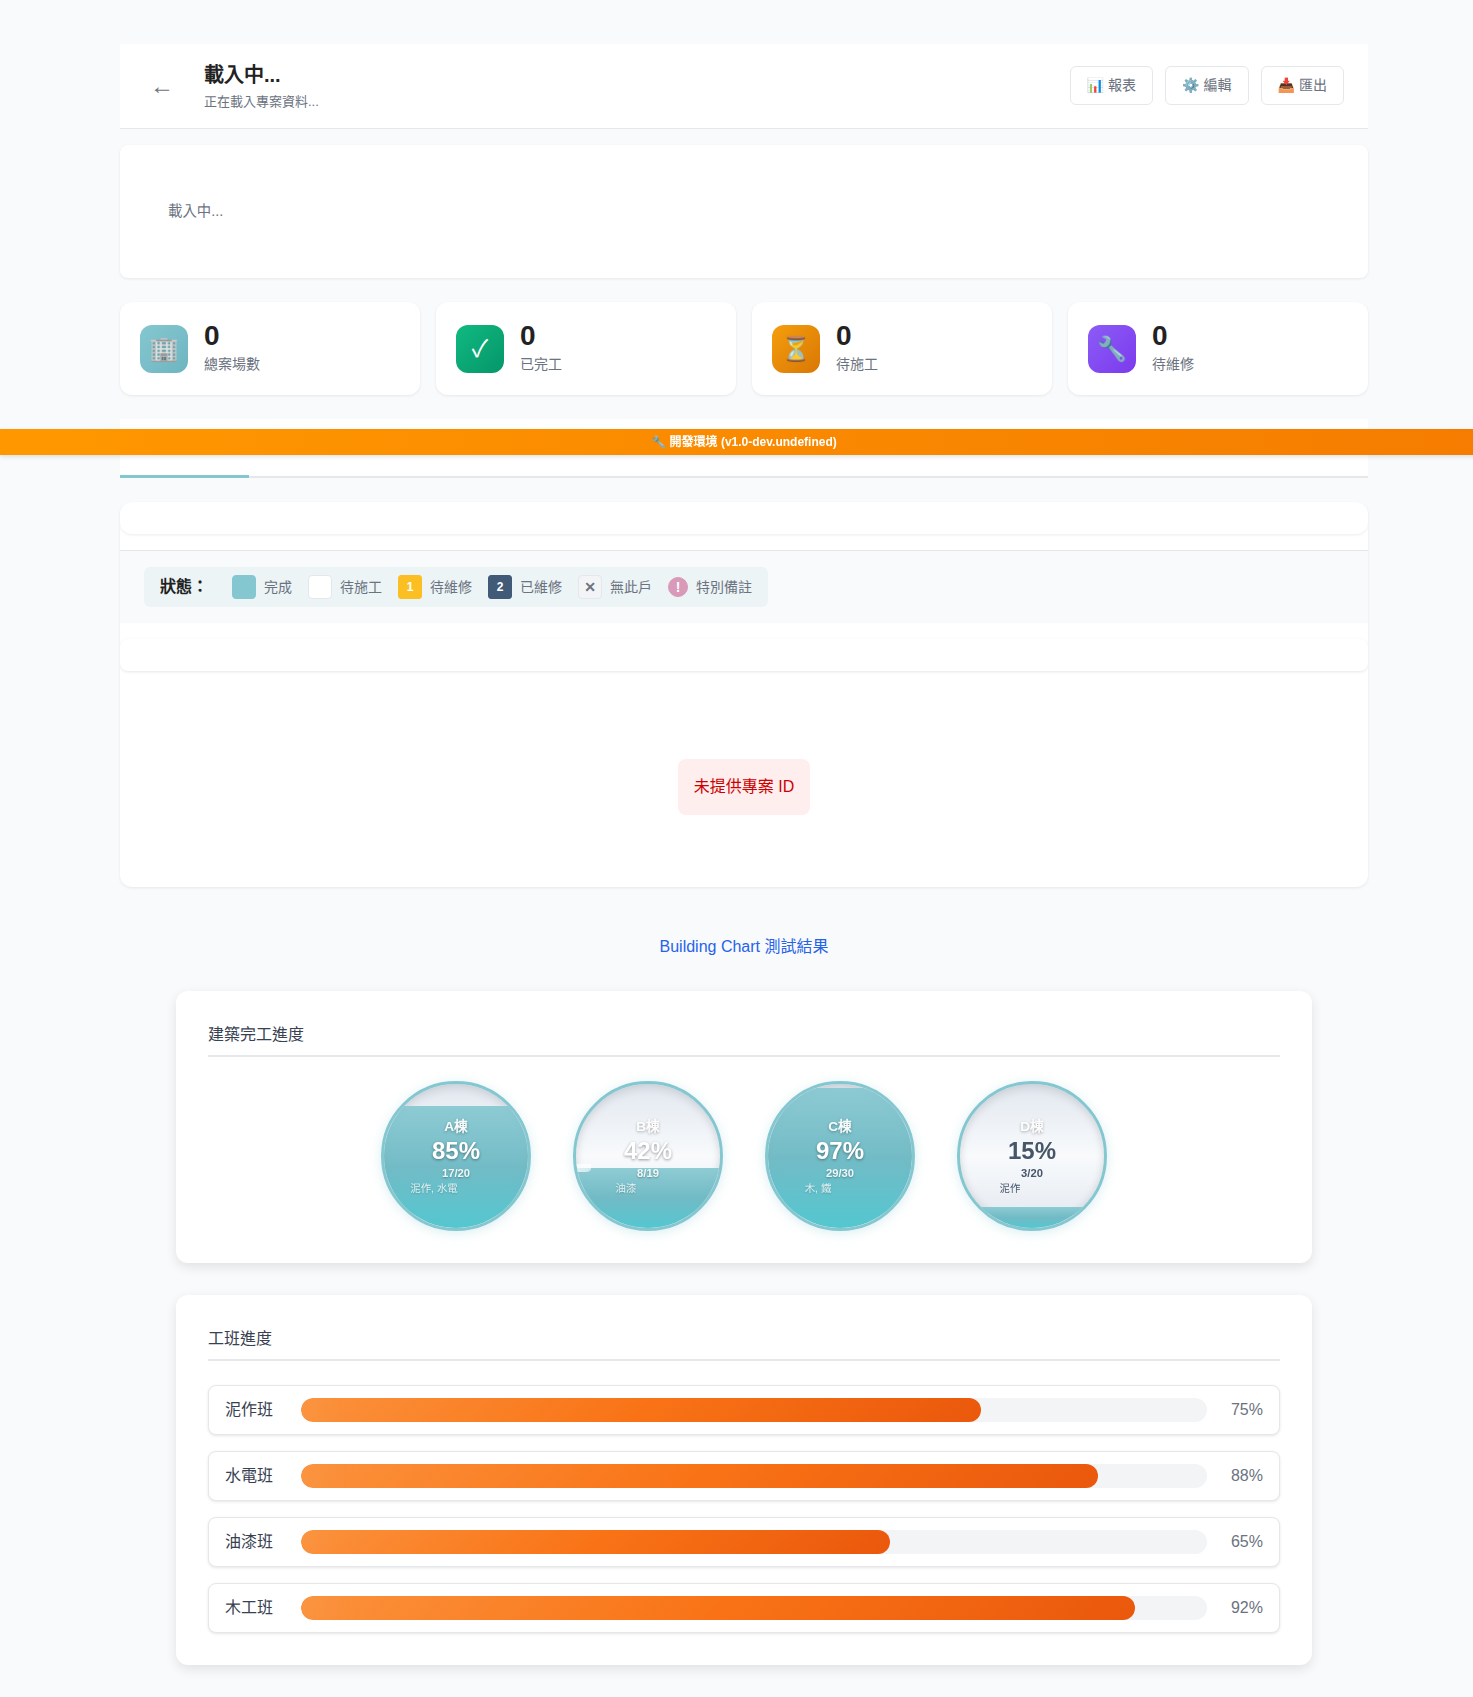 ←
載入中...
正在載入專案資料...
📊 報表
⚙️ 編輯
📥 匯出
載入中...
0
總案場數
✓
0
已完工
0
待施工
0
待維修
🔧 開發環境 (v1.0-dev.undefined)
狀態：
完成
待施工
1 待維修
2 已維修
✕ 無此戶
! 特別備註
未提供專案 ID
Building Chart 測試結果
建築完工進度
A棟
85%
17/20
泥作, 水電
B棟
42%
8/19
油漆
C棟
97%
29/30
木, 鐵
D棟
15%
3/20
泥作
工班進度
泥作班 75%
水電班 88%
油漆班 65%
木工班 92%